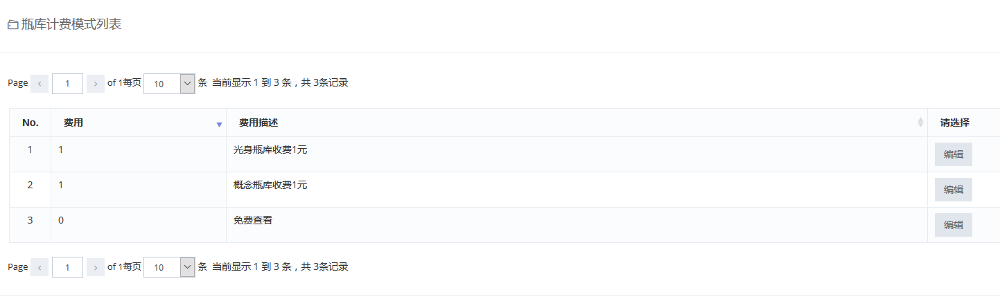 瓶库计费模式列表
Page 1 of 1每页 10 条 当前显示 1 到 3 条，共 3条记录
No. 费用 费用描述 请选择
1 1 光身瓶库收费1元 编辑
2 1 概念瓶库收费1元 编辑
3 0 免费查看 编辑
Page 1 of 1每页 10 条 当前显示 1 到 3 条，共 3条记录